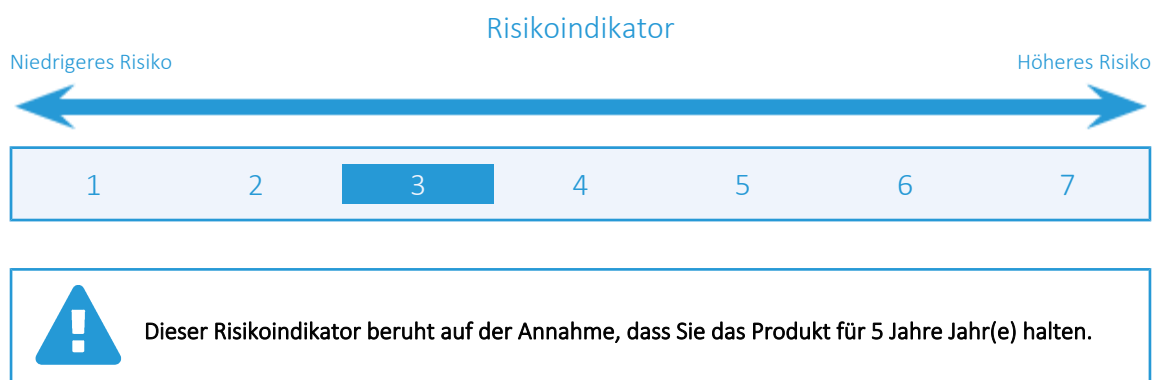 Risikoindikator
Niedrigeres Risiko Höheres Risiko
1 2 3 4 5 6 7
Dieser Risikoindikator beruht auf der Annahme, dass Sie das Produkt für 5 Jahre Jahr(e) halten.